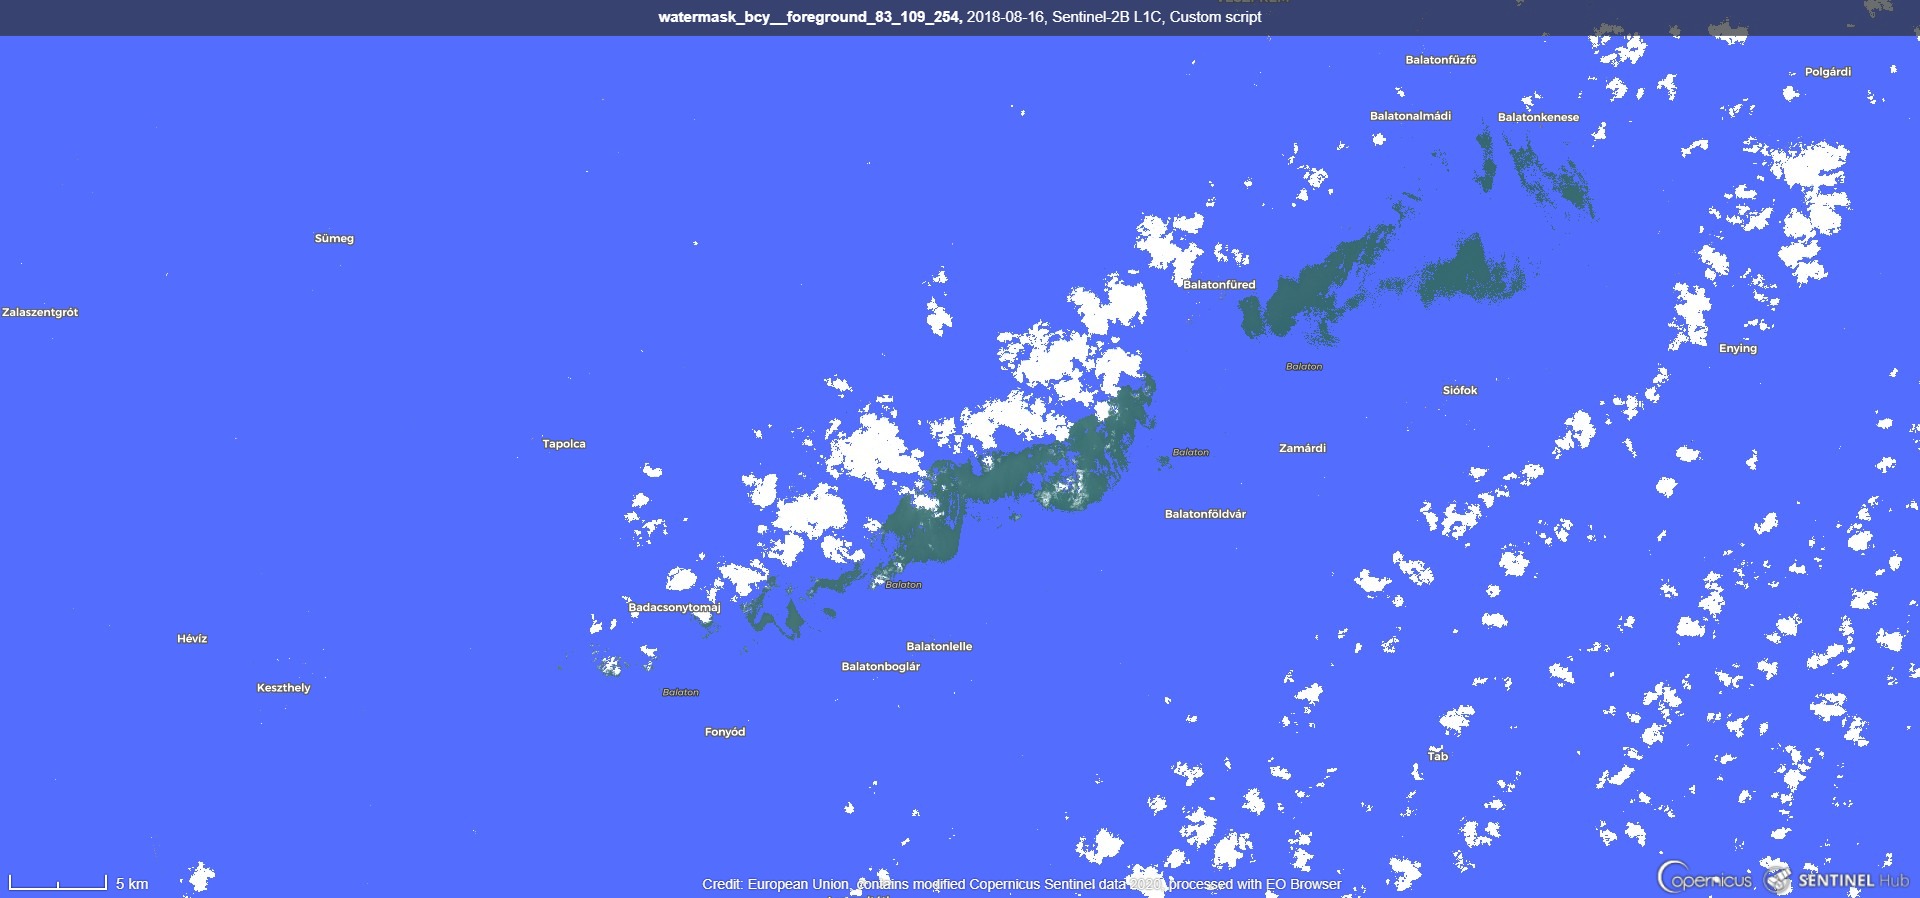 watermask_bcy__foreground_83_109_254, 2018-08-16, Sentinel-2B L1C, Custom script
Balatonfűzfő
Polgárdi
Balatonalmádi
Balatonkenese
Sümeg
Balatonfüred
Zalaszentgrót
Enying
Balaton
Siófok
Tapolca
Zamárdi
Balaton
Balatonföldvár
Balaton
Badacsonytomaj
Hévíz
Balatonlelle
Balatonboglár
Keszthely
Balaton
Fonyód
Tab
5 km
Credit: European Union, contains modified Copernicus Sentinel data 2020, processed with EO Browser
opernicus
SENTINEL Hub